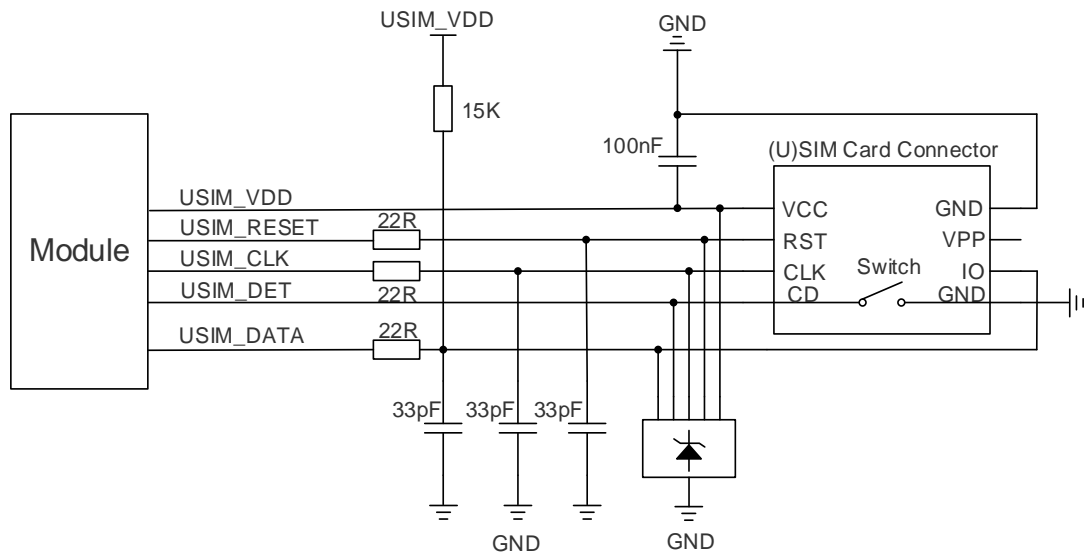 USIM_VDD
GND
15K
100nF
(U)SIM Card Connector
Module
USIM_VDD
22R
USIM_RESET
USIM_CLK
22R
USIM_DET
22R
USIM_DATA
VCC
GND
RST
VPP
CLK
Switch
IO
CD
GND
33pF
33pF
33pF
GND
GND